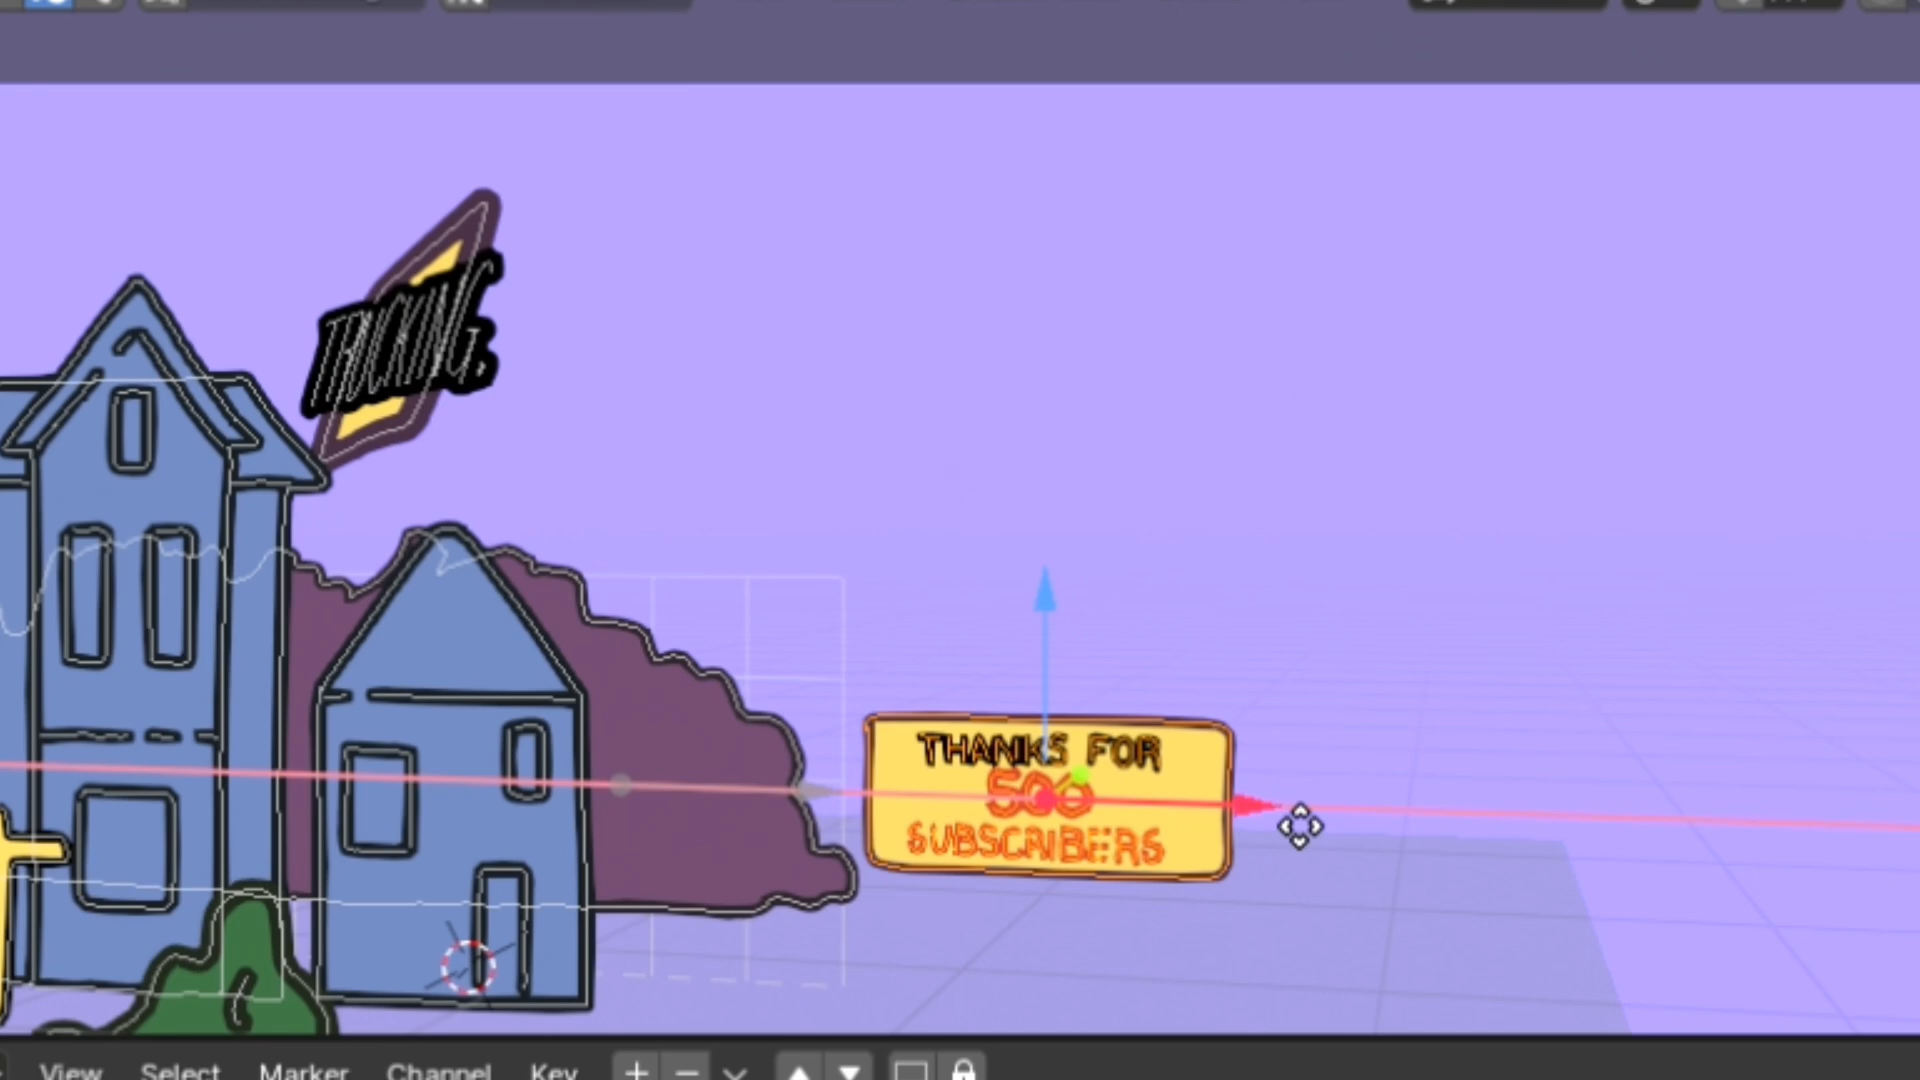 TRUCKING
THANKS FOR
500
SUBSCRIBERS
View Select Marker Channel Key